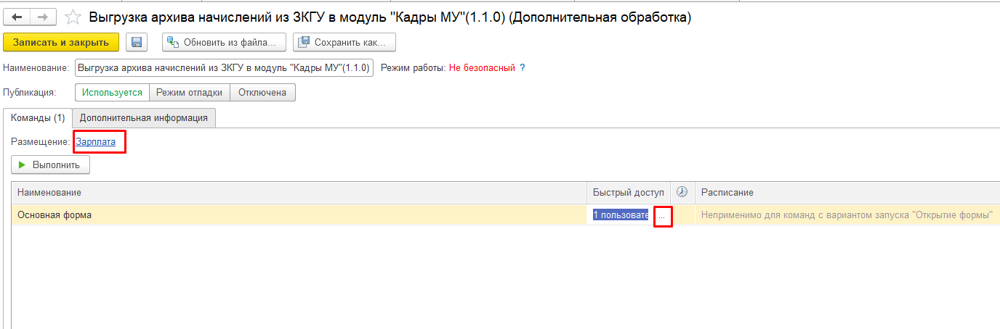 Выгрузка архива начислений из ЗКГУ в модуль "Кадры МУ"(1.1.0) (Дополнительная обработка)
Записать и закрыть Обновить из файла... Сохранить как...
Наименование: Выгрузка архива начислений из ЗКГУ в модуль "Кадры МУ"(1.1.0) Режим работы: Не безопасный ?
Публикация: Используется Режим отладки Отключена
Команды (1) Дополнительная информация
Размещение: Зарплата
Выполнить
Наименование Быстрый доступ Расписание
Основная форма 1 пользовате ... Неприменимо для команд с вариантом запуска "Открытие формы"